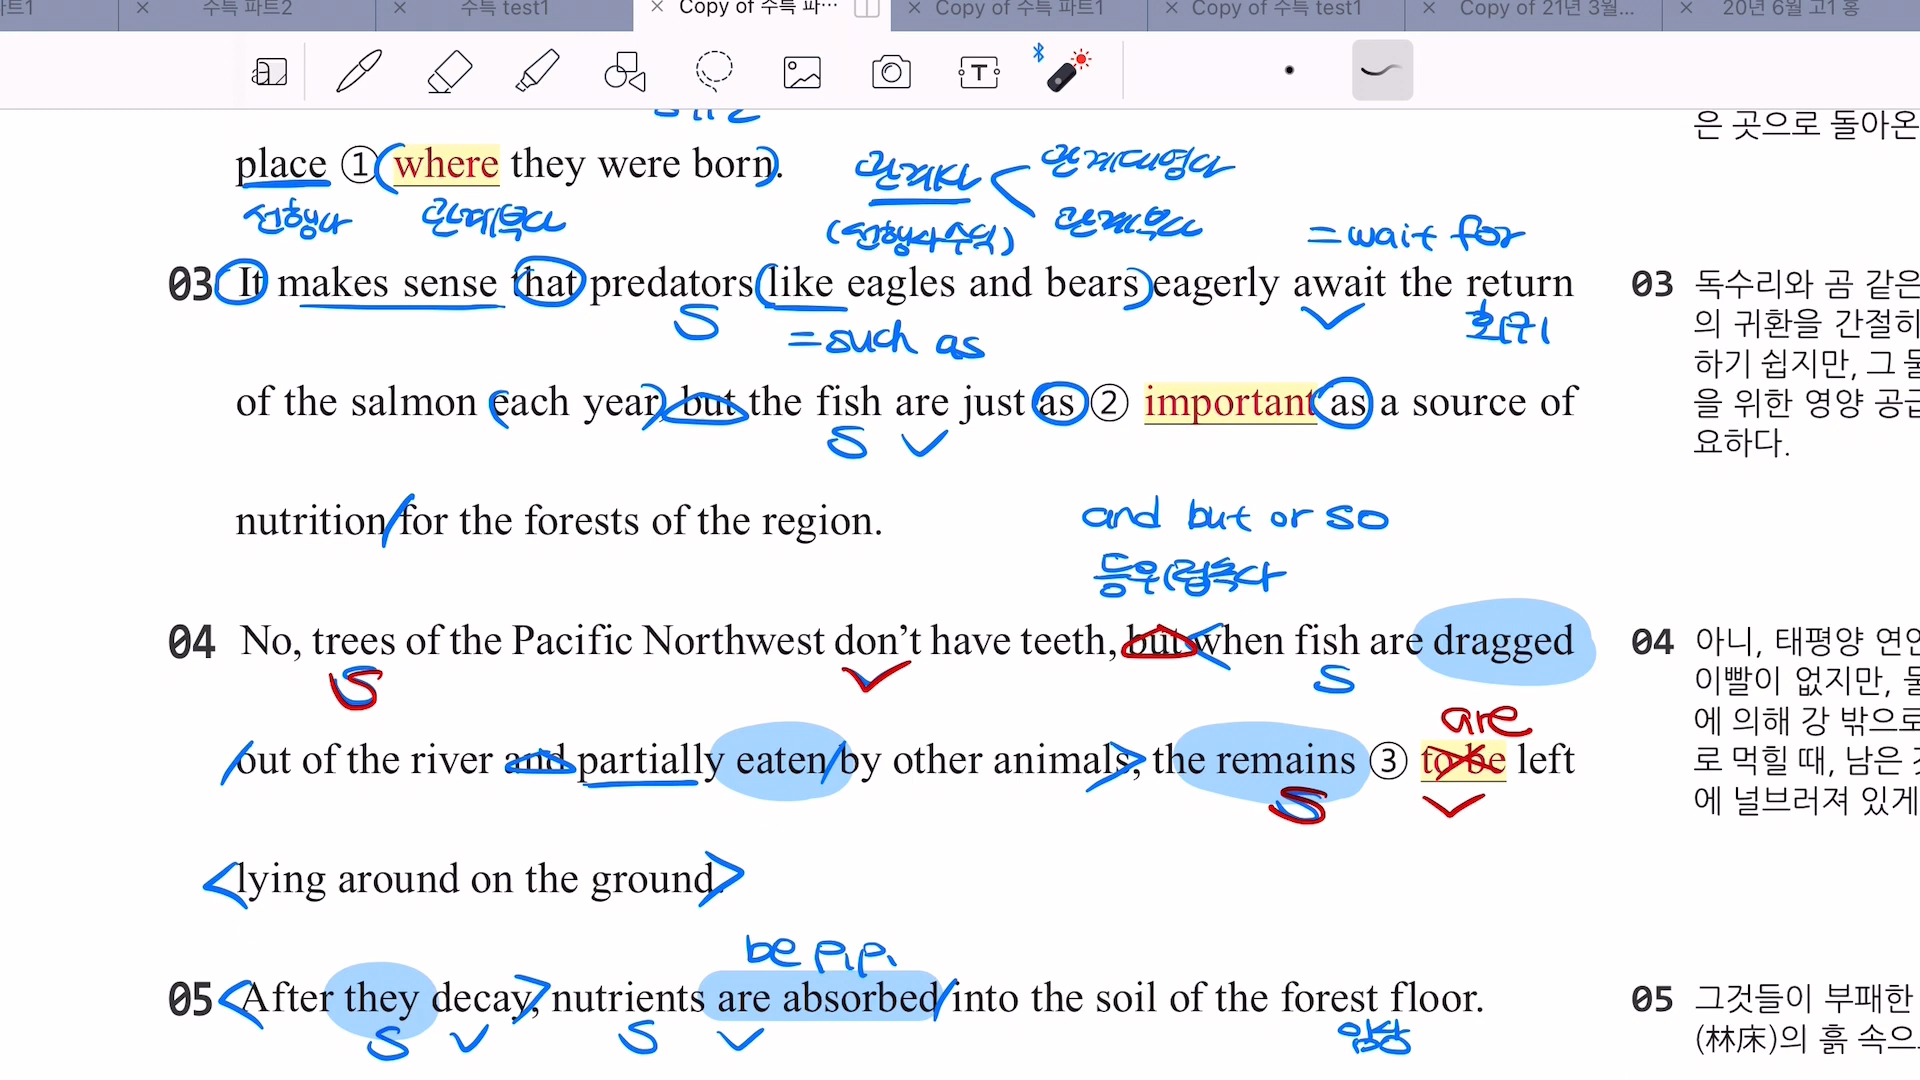 파트1 × 수특 파트2 × 수특 test1 × Copy of 수특 파… × Copy of 수특 파트1 × Copy of 수특 test1 × Copy of 21년 3월... × 20년 6월 고1 홍
T
은 곳으로 돌아온
place ① (where they were born).
관계사 < 관계대명사
선행사 관계부사
(선행사수식) 관계부사
= wait for
03 It makes sense that predators (like eagles and bears) eagerly await the return
S = such as 회귀
of the salmon (each year), but the fish are just as ② important as a source of
S
nutrition / for the forests of the region.
and but or so
등위접속사
04 No, trees of the Pacific Northwest don’t have teeth, but < when fish are dragged
S S
are
/ out of the river and partially eaten / by other animals >, the remains ③ to be left
S
< lying around on the ground. >
be p.p.
05 < After they decay >, nutrients are absorbed / into the soil of the forest floor.
S S 임상
03 독수리와 곰 같은
의 귀환을 간절히
하기 쉽지만, 그 물
을 위한 영양 공급
요하다.
04 아니, 태평양 연안
이빨이 없지만, 물
에 의해 강 밖으로
로 먹힐 때, 남은 것
에 널브러져 있게
05 그것들이 부패한
(林床)의 흙 속으